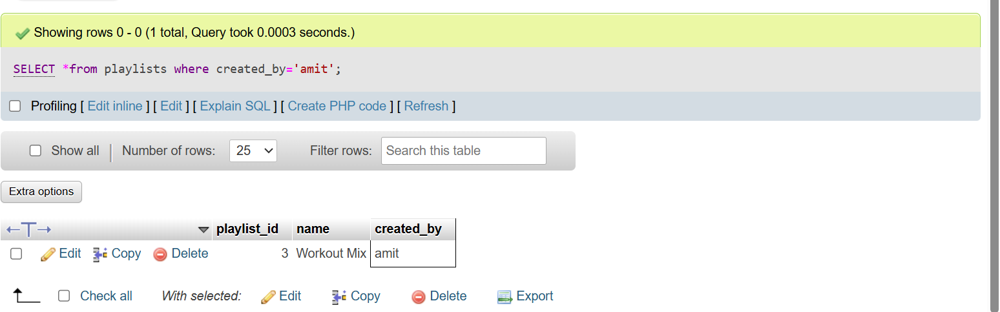 Showing rows 0 - 0 (1 total, Query took 0.0003 seconds.)
SELECT *from playlists where created_by='amit';
Profiling [ Edit inline ] [ Edit ] [ Explain SQL ] [ Create PHP code ] [ Refresh ]
Show all Number of rows: 25 Filter rows: Search this table
Extra options
playlist_id name created_by
Edit Copy Delete 3 Workout Mix amit
Check all With selected: Edit Copy Delete Export